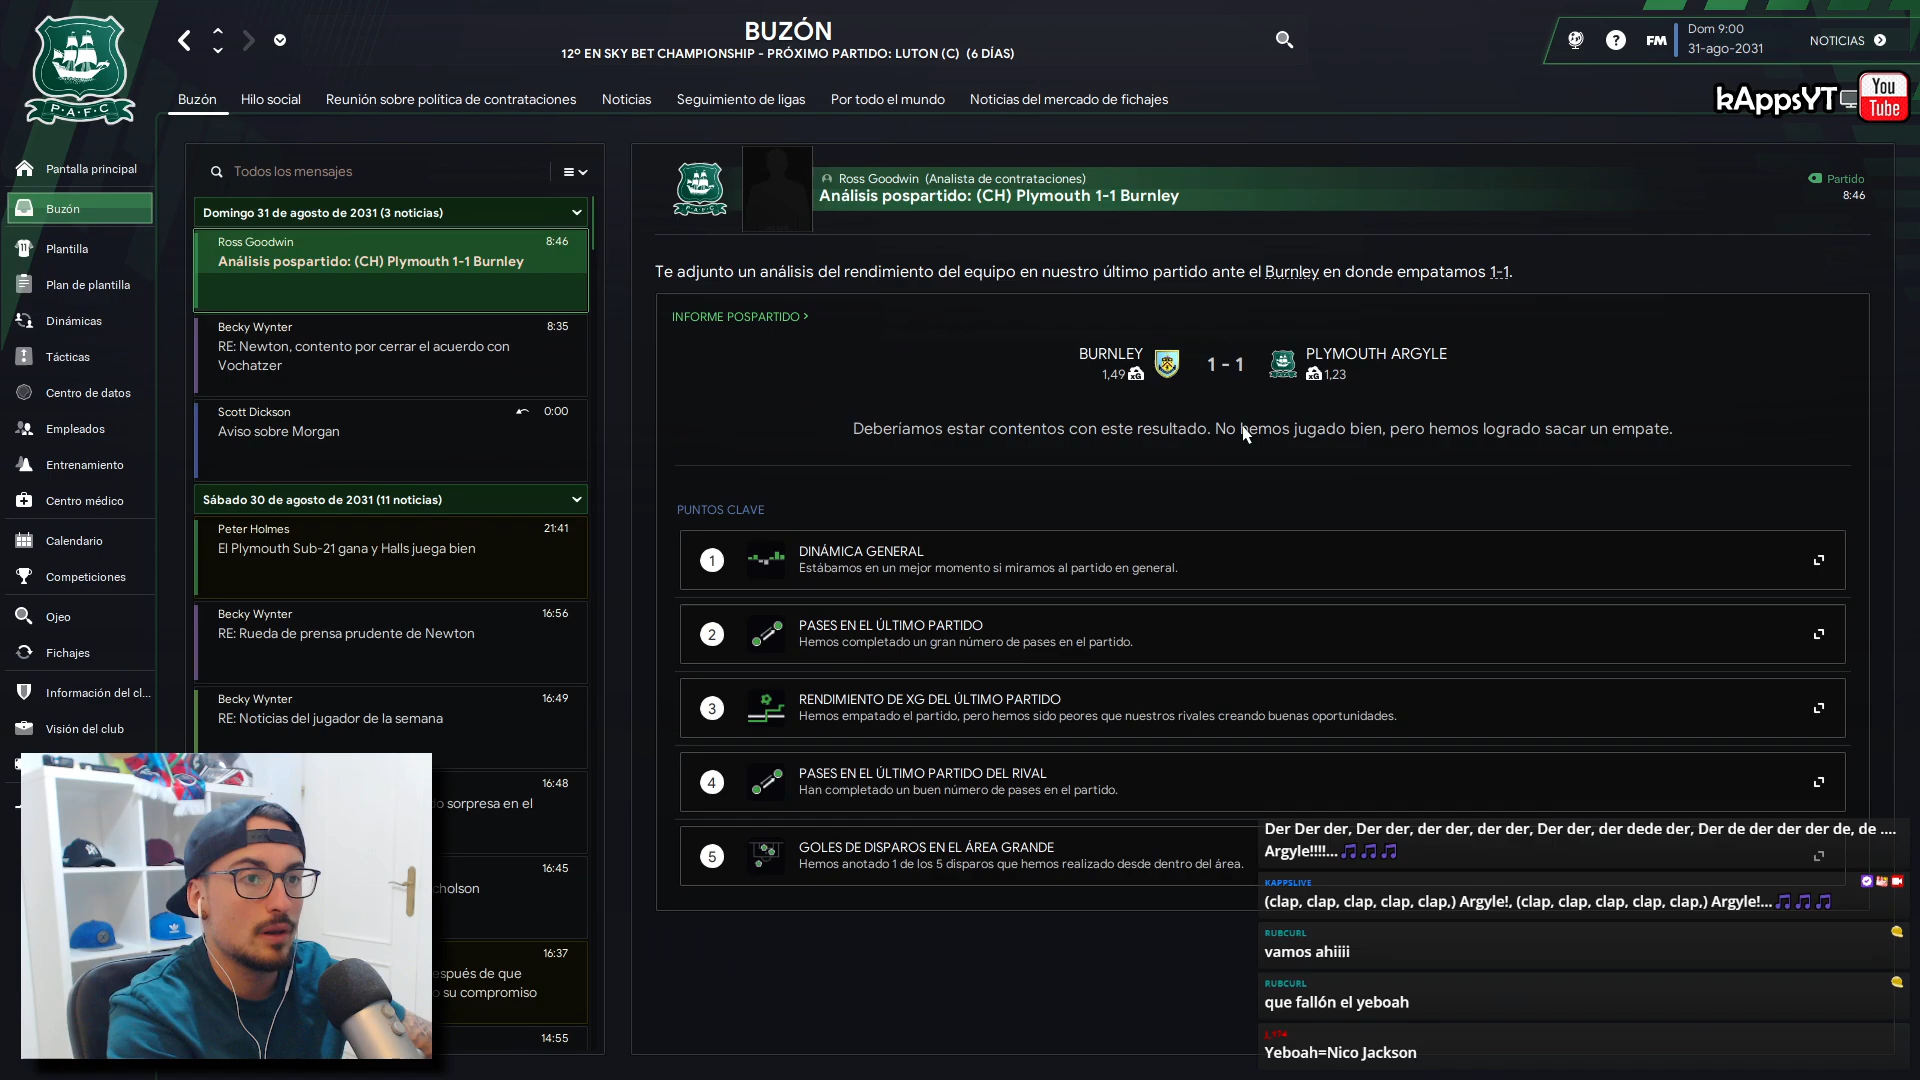 P·A·F·C
BUZÓN
12º EN SKY BET CHAMPIONSHIP - PRÓXIMO PARTIDO: LUTON (C) (6 DÍAS)
FM
Dom 9:00
31-ago-2031
NOTICIAS
Buzón
Hilo social
Reunión sobre política de contrataciones
Noticias
Seguimiento de ligas
Por todo el mundo
Noticias del mercado de fichajes
kAppsYT
You
Tube
Pantalla principal
Buzón
Plantilla
Plan de plantilla
Dinámicas
Tácticas
Centro de datos
Empleados
Entrenamiento
Centro médico
Calendario
Competiciones
Ojeo
Fichajes
Información del cl...
Visión del club
Todos los mensajes
Domingo 31 de agosto de 2031 (3 noticias)
Ross Goodwin 8:46
Análisis pospartido: (CH) Plymouth 1-1 Burnley
Becky Wynter 8:35
RE: Newton, contento por cerrar el acuerdo con
Vochatzer
Scott Dickson 0:00
Aviso sobre Morgan
Sábado 30 de agosto de 2031 (11 noticias)
Peter Holmes 21:41
El Plymouth Sub-21 gana y Halls juega bien
Becky Wynter 16:56
RE: Rueda de prensa prudente de Newton
Becky Wynter 16:49
RE: Noticias del jugador de la semana
16:48
o sorpresa en el
16:45
cholson
16:37
espués de que
o su compromiso
14:55
Ross Goodwin (Analista de contrataciones)
Análisis pospartido: (CH) Plymouth 1-1 Burnley
Partido
8:46
Te adjunto un análisis del rendimiento del equipo en nuestro último partido ante el Burnley en donde empatamos 1-1.
INFORME POSPARTIDO >
BURNLEY 1 - 1 PLYMOUTH ARGYLE
1,49 xG xG 1,23
Deberíamos estar contentos con este resultado. No hemos jugado bien, pero hemos logrado sacar un empate.
PUNTOS CLAVE
1 DINÁMICA GENERAL
Estábamos en un mejor momento si miramos al partido en general.
2 PASES EN EL ÚLTIMO PARTIDO
Hemos completado un gran número de pases en el partido.
3 RENDIMIENTO DE XG DEL ÚLTIMO PARTIDO
Hemos empatado el partido, pero hemos sido peores que nuestros rivales creando buenas oportunidades.
4 PASES EN EL ÚLTIMO PARTIDO DEL RIVAL
Han completado un buen número de pases en el partido.
5 GOLES DE DISPAROS EN EL ÁREA GRANDE
Hemos anotado 1 de los 5 disparos que hemos realizado desde dentro del área.
Der Der der, Der der, der der, der der, Der der, der dede der, Der de der der der de, de ....
Argyle!!!!...🎵🎵🎵
KAPPSLIVE
(clap, clap, clap, clap, clap,) Argyle!, (clap, clap, clap, clap, clap,) Argyle!...🎵🎵🎵
RUBCURL
vamos ahiiii
RUBCURL
que fallón el yeboah
Yeboah=Nico Jackson